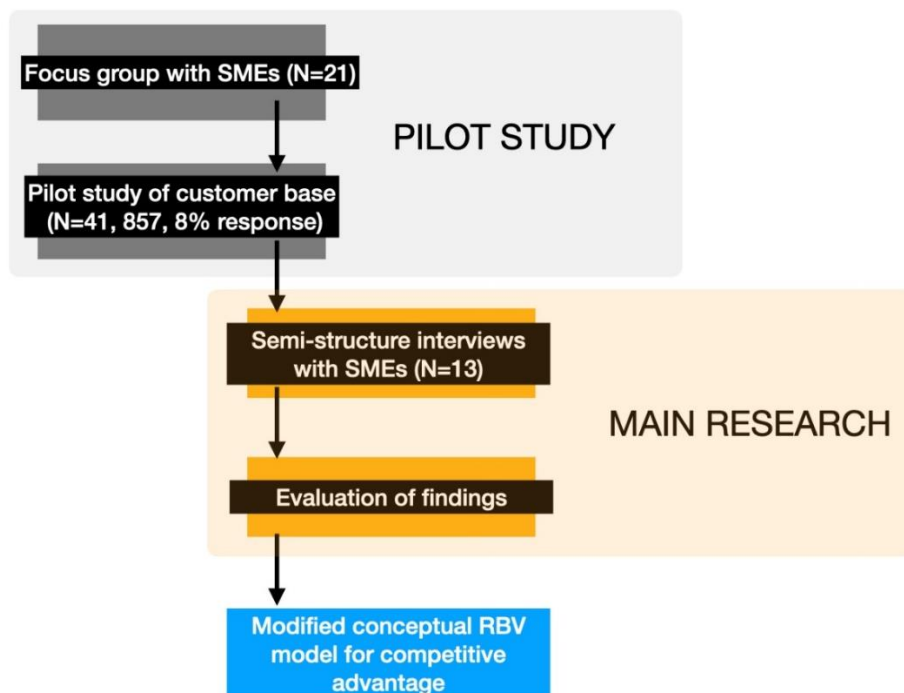 Focus group with SMEs (N=21)
PILOT STUDY
Pilot study of customer base
(N=41, 857, 8% response)
Semi-structure interviews
with SMEs (N=13)
MAIN RESEARCH
Evaluation of findings
Modified conceptual RBV
model for competitive
advantage